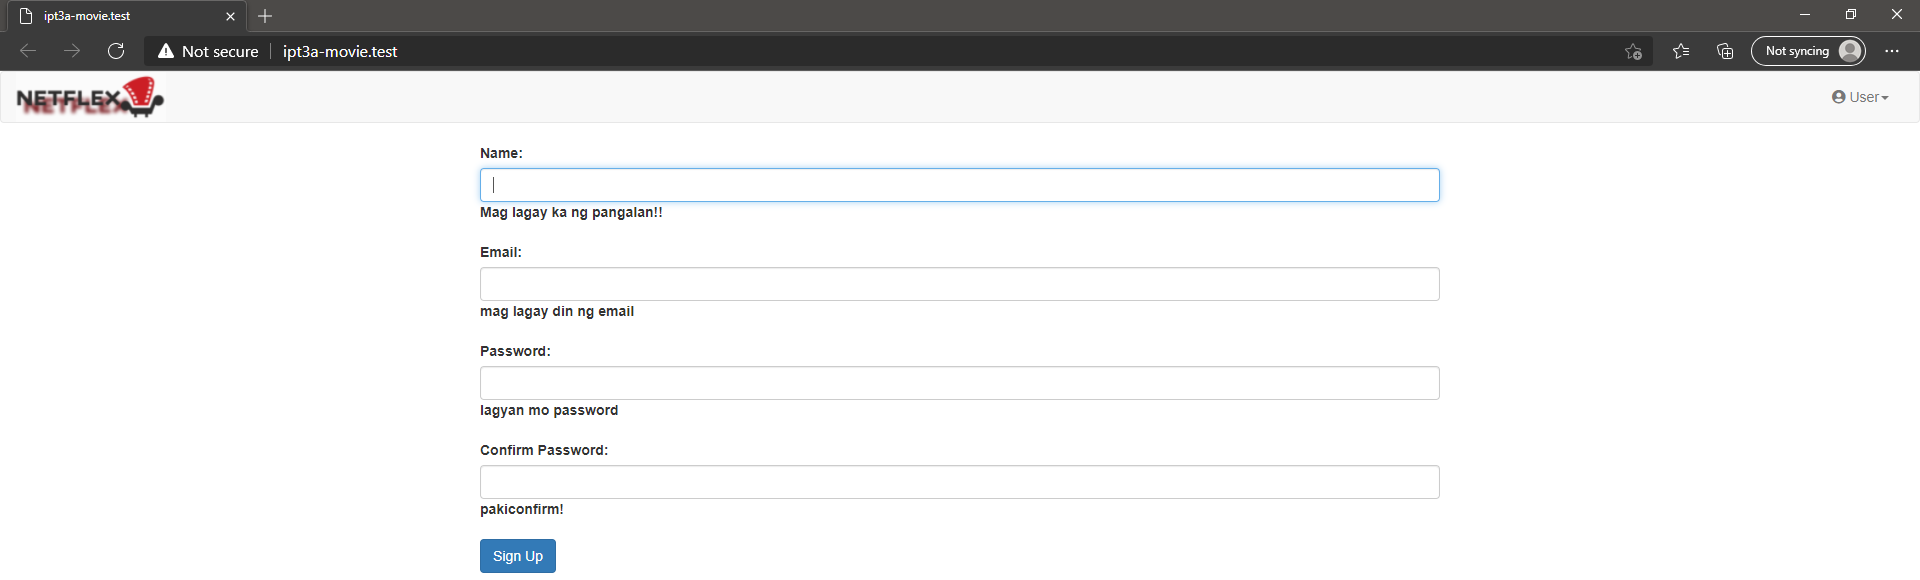 ipt3a-movie.test
Not secure ipt3a-movie.test
Not syncing
NETFLEX
NETFLEX
User
Name:
Mag lagay ka ng pangalan!!
Email:
mag lagay din ng email
Password:
lagyan mo password
Confirm Password:
pakiconfirm!
Sign Up